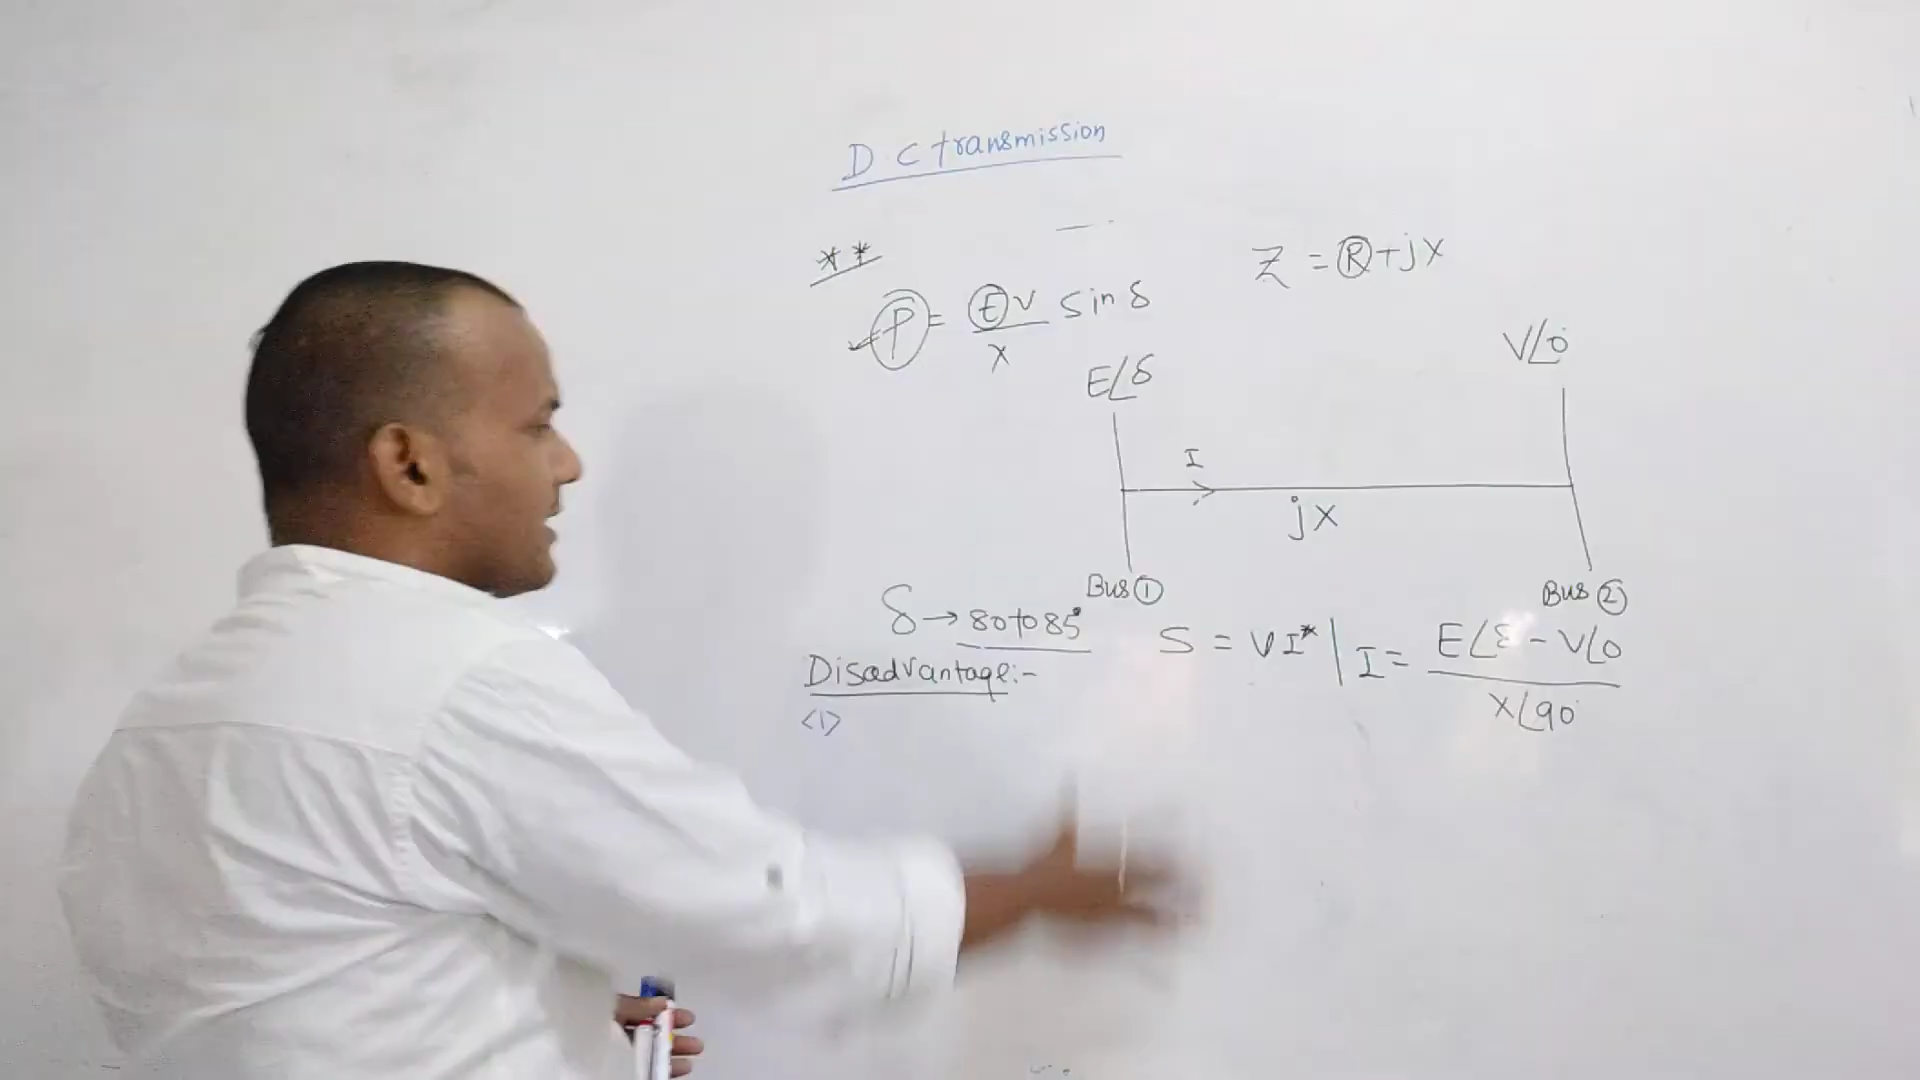 D.C transmission
**
P = EV/X Sin δ
Z = R+jX
E∠δ
V∠0°
I
jX
Bus ①
Bus ②
δ → 80 to 85°
S = VI* | I = E∠δ - V∠0 / X∠90°
Disadvantage:-
<1>